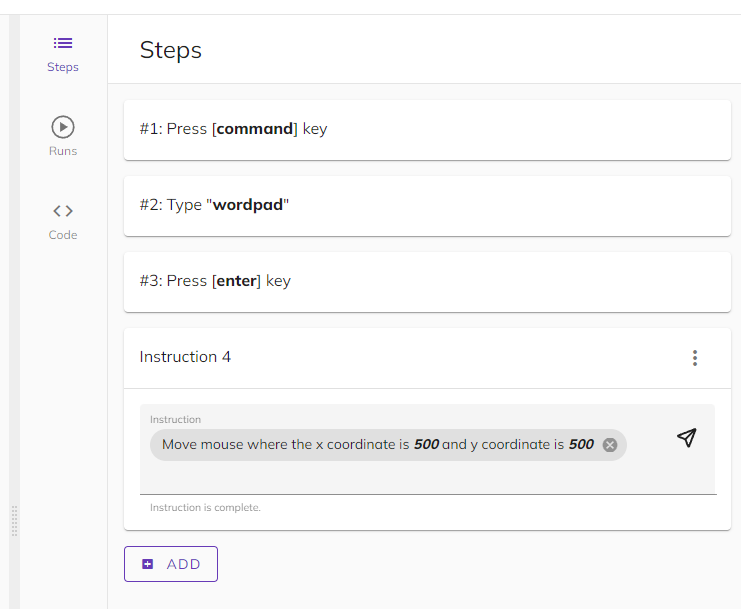 Steps
Runs
Code
Steps
#1: Press [command] key
#2: Type "wordpad"
#3: Press [enter] key
Instruction 4
Instruction
Move mouse where the x coordinate is 500 and y coordinate is 500
Instruction is complete.
ADD